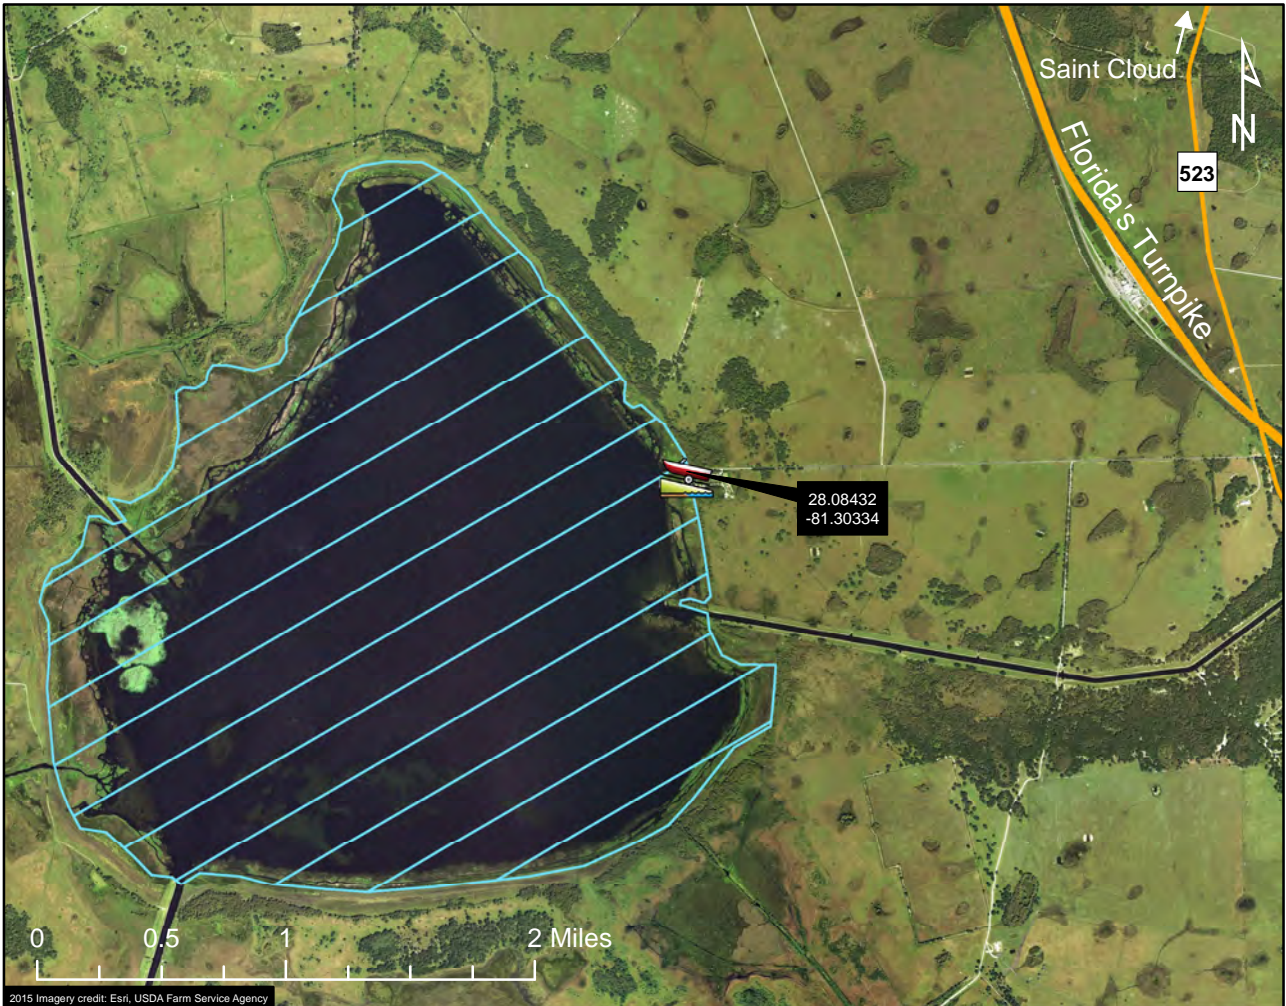 Saint Cloud
N
523
Florida's Turnpike
28.08432
-81.30334
0 0.5 1 2 Miles
2015 Imagery credit: Esri, USDA Farm Service Agency